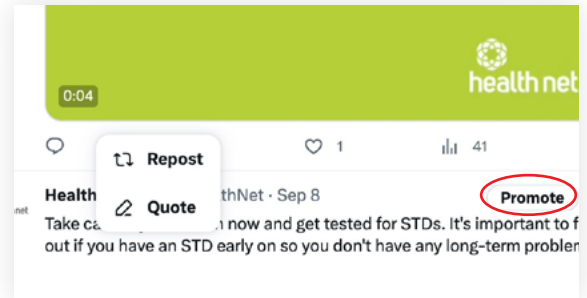 health net
0:04
1 41
Repost
Health thNet · Sep 8 Promote
net
Quote
Take ca n now and get tested for STDs. It's important to f
out if you have an STD early on so you don't have any long-term problem